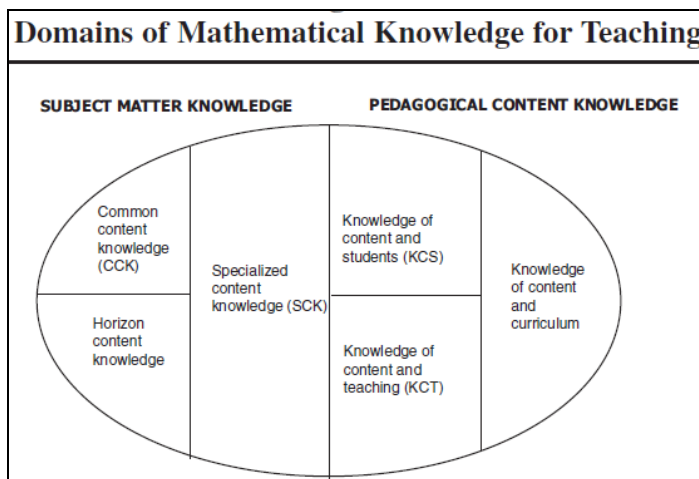 Domains of Mathematical Knowledge for Teaching
SUBJECT MATTER KNOWLEDGE
PEDAGOGICAL CONTENT KNOWLEDGE
Common
content
knowledge
(CCK)
Horizon
content
knowledge
Specialized
content
knowledge (SCK)
Knowledge of
content and
students (KCS)
Knowledge of
content and
teaching (KCT)
Knowledge
of content
and
curriculum